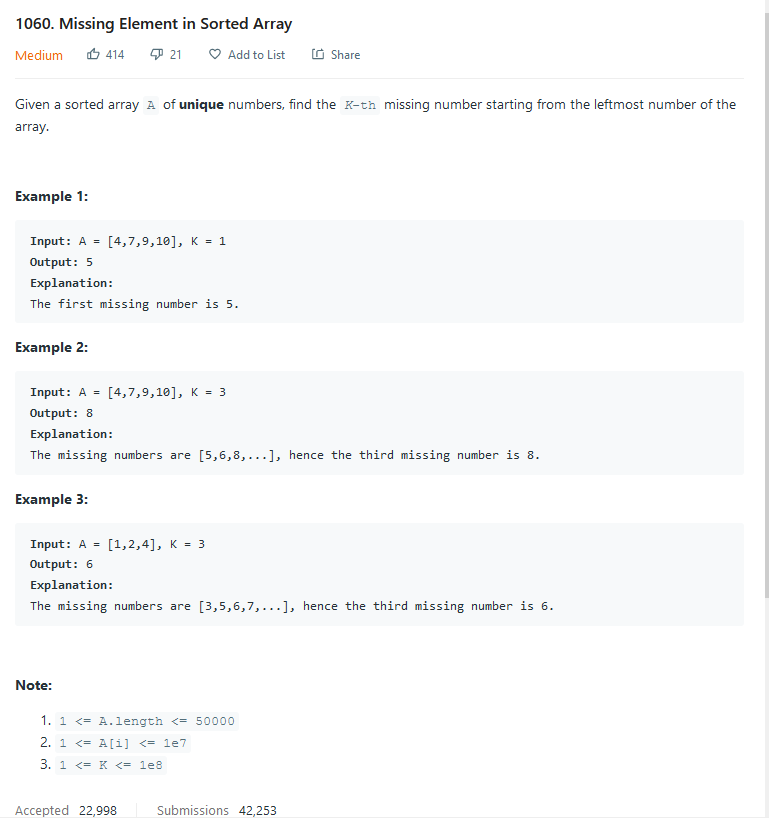 1060. Missing Element in Sorted Array
Medium 414 21 Add to List Share
Given a sorted array A of unique numbers, find the K-th missing number starting from the leftmost number of the
array.
Example 1:
Input: A = [4,7,9,10], K = 1
Output: 5
Explanation:
The first missing number is 5.
Example 2:
Input: A = [4,7,9,10], K = 3
Output: 8
Explanation:
The missing numbers are [5,6,8,...], hence the third missing number is 8.
Example 3:
Input: A = [1,2,4], K = 3
Output: 6
Explanation:
The missing numbers are [3,5,6,7,...], hence the third missing number is 6.
Note:
1. 1 <= A.length <= 50000
2. 1 <= A[i] <= 1e7
3. 1 <= K <= 1e8
Accepted 22,998 Submissions 42,253